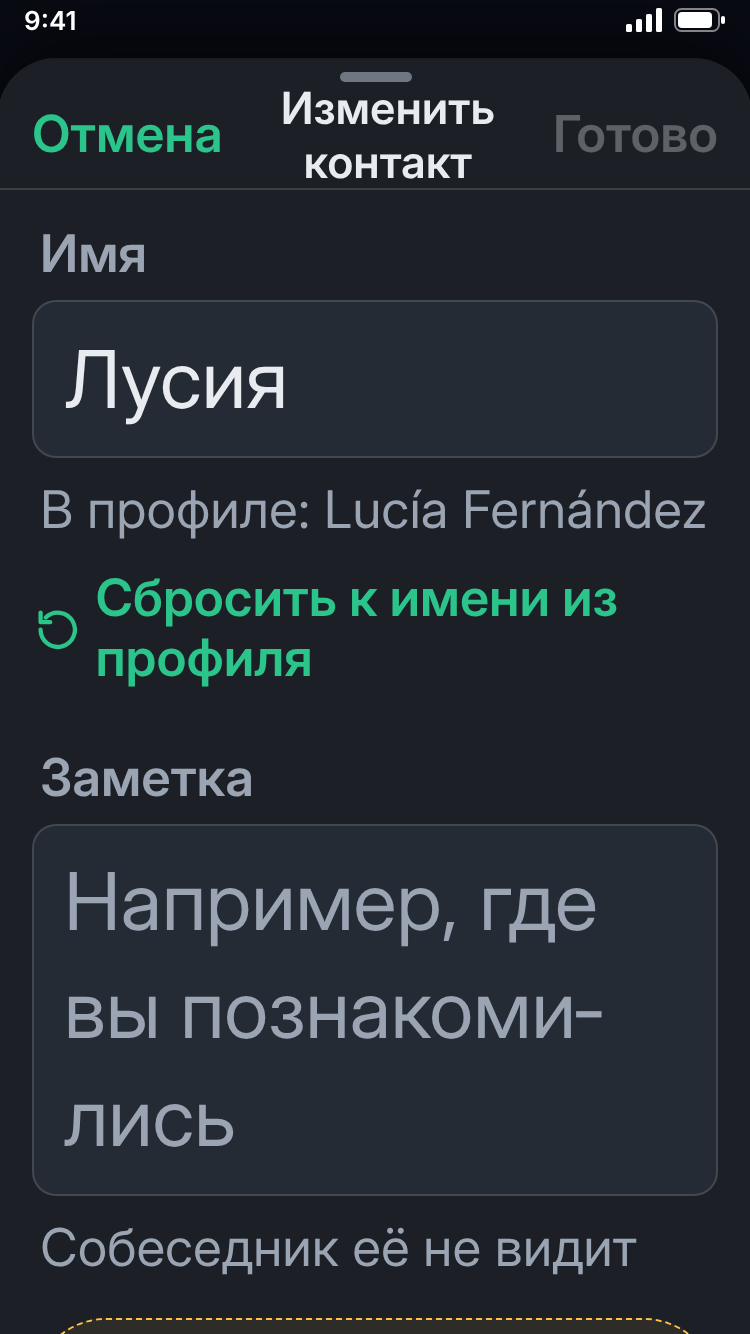 9:41
Отмена
Изменить
контакт
Готово
Имя
Лусия
В профиле: Lucía Fernández
Сбросить к имени из
профиля
Заметка
Например, где
вы познакоми-
лись
Собеседник её не видит